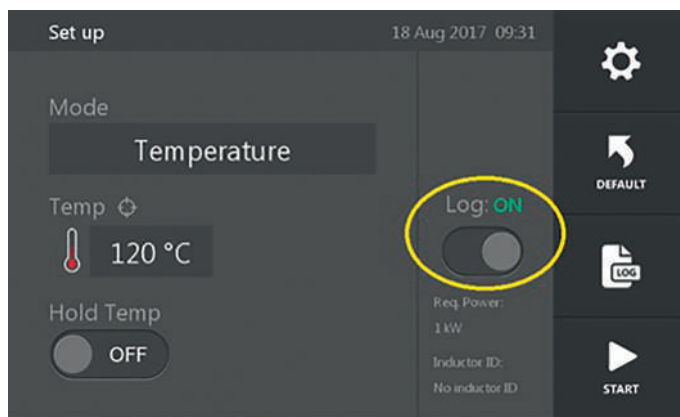 Set up
18 Aug 2017 09:31
Mode
Temperature
Temp
120 °C
Hold Temp
OFF
Log: ON
Req. Power:
1 kW
Inductor ID:
No inductor ID
DEFAULT
LOG
START